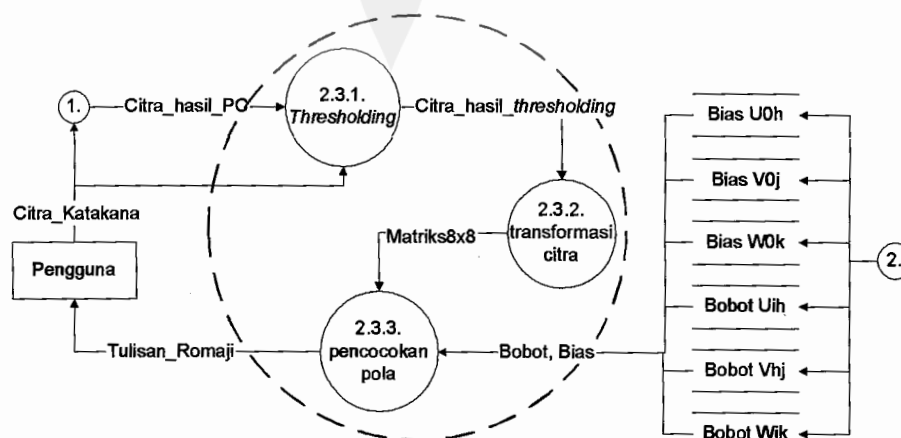 1.
Citra_hasil_PC
2.3.1.
Thresholding
Citra_hasil_thresholding
Citra_Katakana
Pengguna
2.3.2.
transformasi
citra
Matriks8x8
2.3.3.
pencocokan
pola
Tulisan_Romaji
Bobot, Bias
Bias U0h
Bias V0j
Bias W0k
Bobot Uih
Bobot Vhj
Bobot Wik
2.